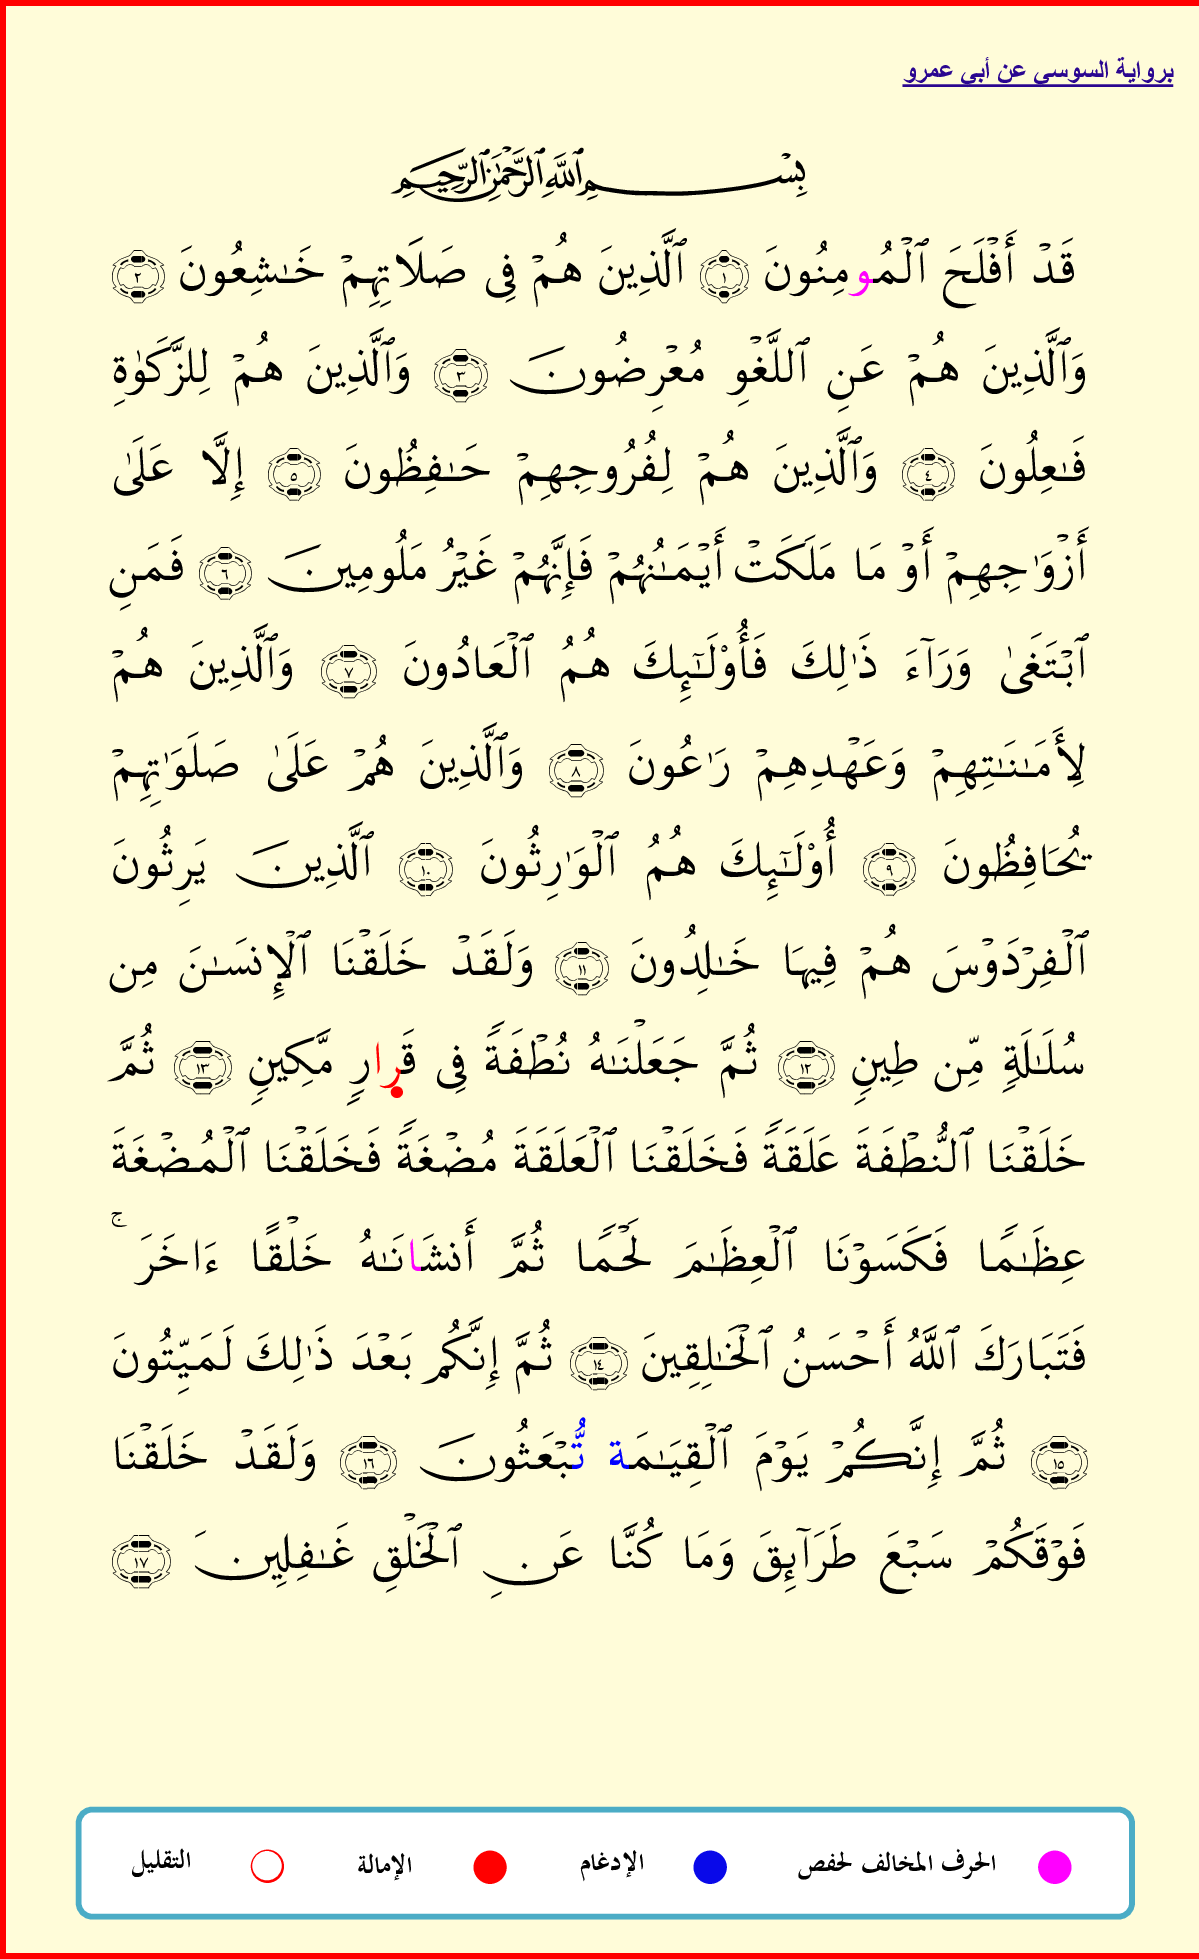 برواية السوسي عن أبي عمرو
بِسْمِ ٱللَّهِ ٱلرَّحْمَٰنِ ٱلرَّحِيمِ
قَدْ أَفْلَحَ ٱلْمُومِنُونَ ١ ٱلَّذِينَ هُمْ فِى صَلَاتِهِمْ خَـٰشِعُونَ ٢
وَٱلَّذِينَ هُمْ عَنِ ٱللَّغْوِ مُعْرِضُونَ ٣ وَٱلَّذِينَ هُمْ لِلزَّكَوٰةِ
فَـٰعِلُونَ ٤ وَٱلَّذِينَ هُمْ لِفُرُوجِهِمْ حَـٰفِظُونَ ٥ إِلَّا عَلَىٰ
أَزْوَٰجِهِمْ أَوْ مَا مَلَكَتْ أَيْمَـٰنُهُمْ فَإِنَّهُمْ غَيْرُ مَلُومِينَ ٦ فَمَنِ
ٱبْتَغَىٰ وَرَآءَ ذَٰلِكَ فَأُوْلَـٰٓئِكَ هُمُ ٱلْعَادُونَ ٧ وَٱلَّذِينَ هُمْ
لِأَمَـٰنَـٰتِهِمْ وَعَهْدِهِمْ رَٰعُونَ ٨ وَٱلَّذِينَ هُمْ عَلَىٰ صَلَوَٰتِهِمْ
يُحَافِظُونَ ٩ أُوْلَـٰٓئِكَ هُمُ ٱلْوَٰرِثُونَ ١٠ ٱلَّذِينَ يَرِثُونَ
ٱلْفِرْدَوْسَ هُمْ فِيهَا خَـٰلِدُونَ ١١ وَلَقَدْ خَلَقْنَا ٱلْإِنسَـٰنَ مِن
سُلَـٰلَةٍ مِّن طِينٍ ١٢ ثُمَّ جَعَلْنَـٰهُ نُطْفَةً فِى قَرارٍ مَّكِينٍ ١٣ ثُمَّ
خَلَقْنَا ٱلنُّطْفَةَ عَلَقَةً فَخَلَقْنَا ٱلْعَلَقَةَ مُضْغَةً فَخَلَقْنَا ٱلْمُضْغَةَ
عِظَـٰمًا فَكَسَوْنَا ٱلْعِظَـٰمَ لَحْمًا ثُمَّ أَنشَانَـٰهُ خَلْقًا ءَاخَرَ ۚ
فَتَبَارَكَ ٱللَّهُ أَحْسَنُ ٱلْخَـٰلِقِينَ ١٤ ثُمَّ إِنَّكُم بَعْدَ ذَٰلِكَ لَمَيِّتُونَ
١٥ ثُمَّ إِنَّكُمْ يَوْمَ ٱلْقِيَـٰمَة تُّبْعَثُونَ ١٦ وَلَقَدْ خَلَقْنَا
فَوْقَكُمْ سَبْعَ طَرَآئِقَ وَمَا كُنَّا عَنِ ٱلْخَلْقِ غَـٰفِلِينَ ١٧
الحرف المخالف لحفص الإدغام الإمالة التقليل